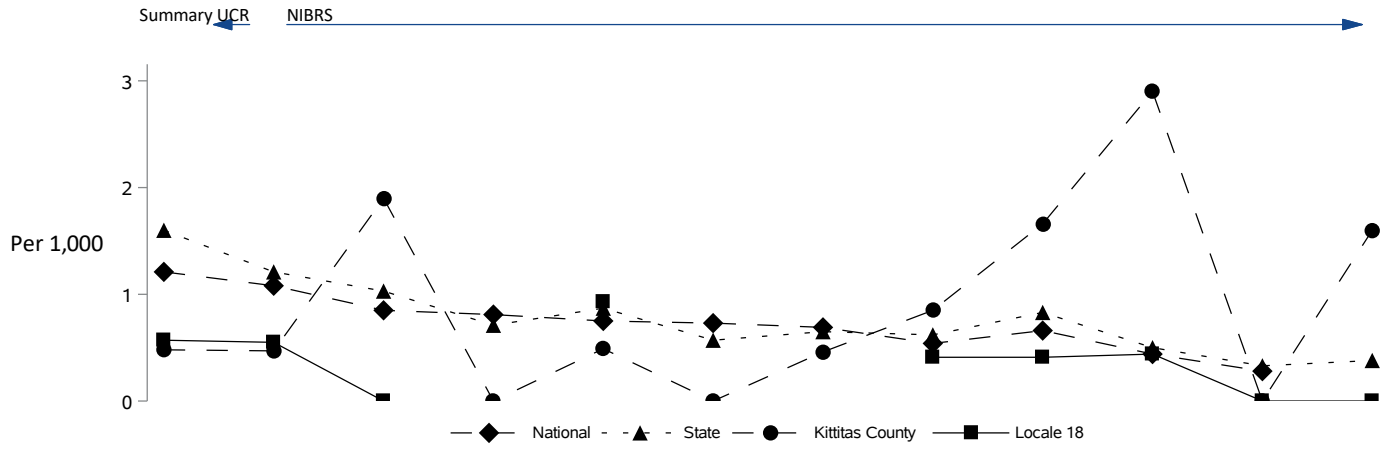 Summary UCR NIBRS
3
2
Per 1,000
1
0
National State Kittitas County Locale 18